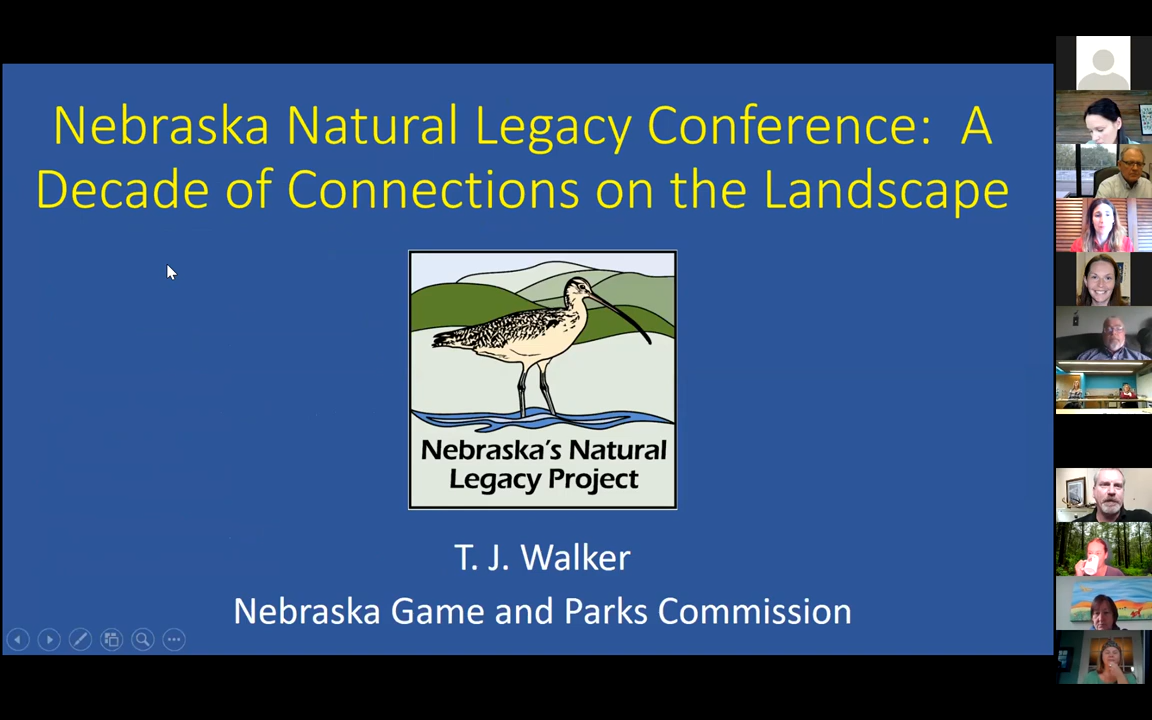 Nebraska Natural Legacy Conference:  A
Decade of Connections on the Landscape
Nebraska's Natural
Legacy Project
T. J. Walker
Nebraska Game and Parks Commission